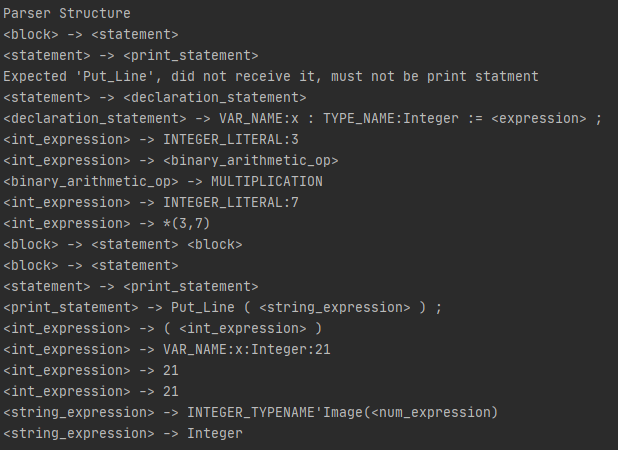 Parser Structure
<block> -> <statement>
<statement> -> <print_statement>
Expected 'Put_Line', did not receive it, must not be print statment
<statement> -> <declaration_statement>
<declaration_statement> -> VAR_NAME:x : TYPE_NAME:Integer := <expression> ;
<int_expression> -> INTEGER_LITERAL:3
<int_expression> -> <binary_arithmetic_op>
<binary_arithmetic_op> -> MULTIPLICATION
<int_expression> -> INTEGER_LITERAL:7
<int_expression> -> *(3,7)
<block> -> <statement> <block>
<block> -> <statement>
<statement> -> <print_statement>
<print_statement> -> Put_Line ( <string_expression> ) ;
<int_expression> -> ( <int_expression> )
<int_expression> -> VAR_NAME:x:Integer:21
<int_expression> -> 21
<int_expression> -> 21
<string_expression> -> INTEGER_TYPENAME'Image(<num_expression)
<string_expression> -> Integer